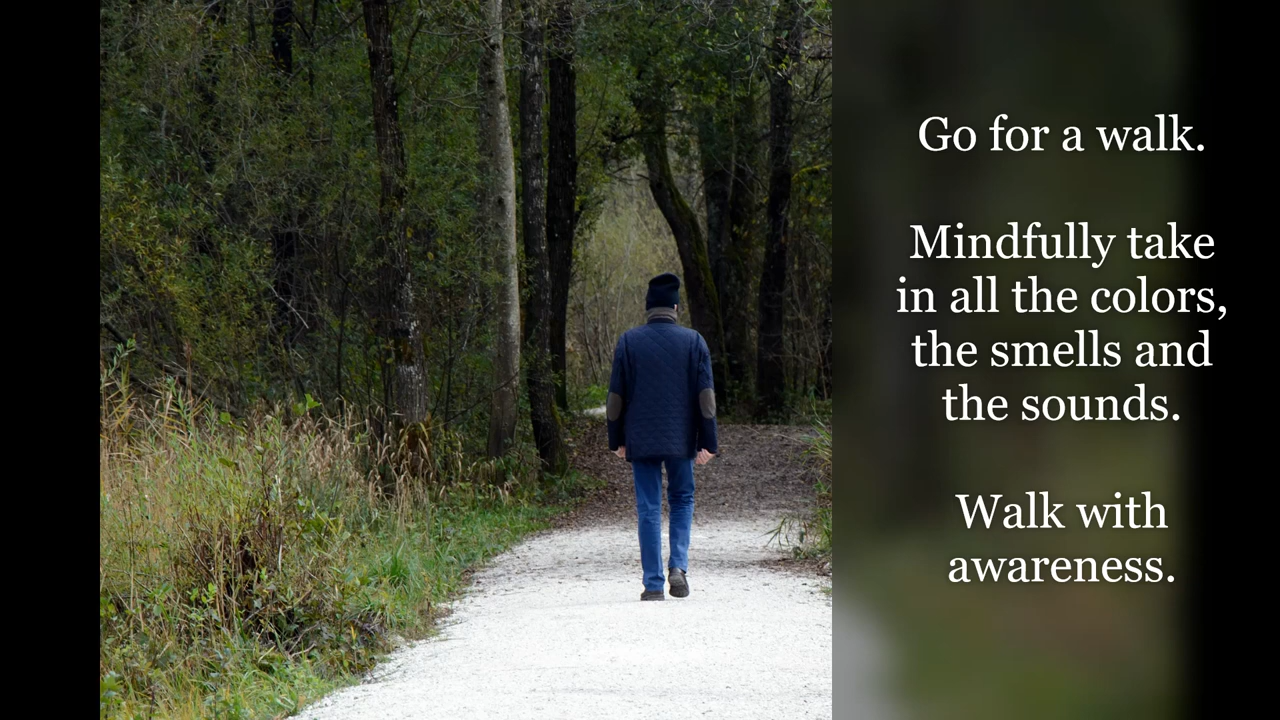 Go for a walk.
Mindfully take
in all the colors,
the smells and
the sounds.
Walk with
awareness.